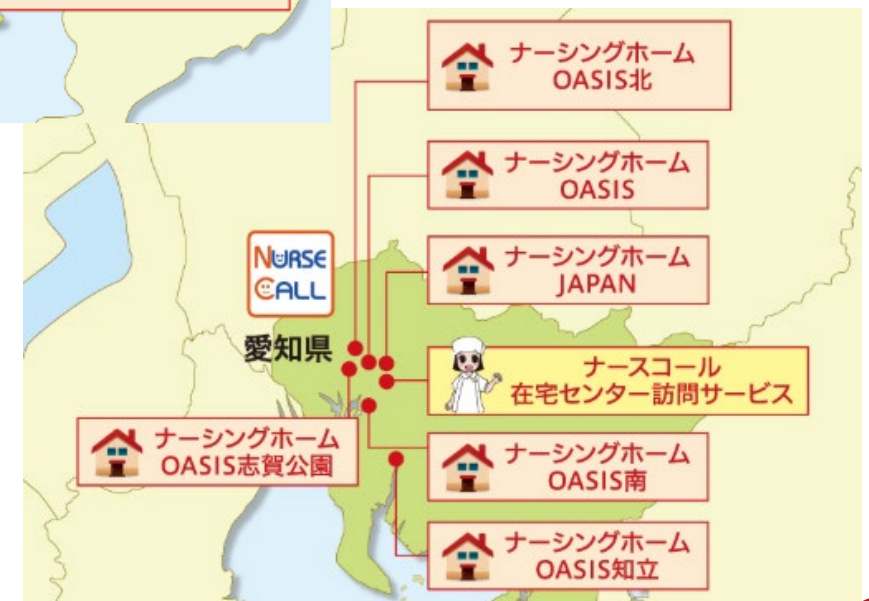 ナーシングホーム
OASIS北
ナーシングホーム
OASIS
NURSE
CALL
ナーシングホーム
JAPAN
愛知県
ナースコール
在宅センター訪問サービス
ナーシングホーム
OASIS志賀公園
ナーシングホーム
OASIS南
ナーシングホーム
OASIS知立